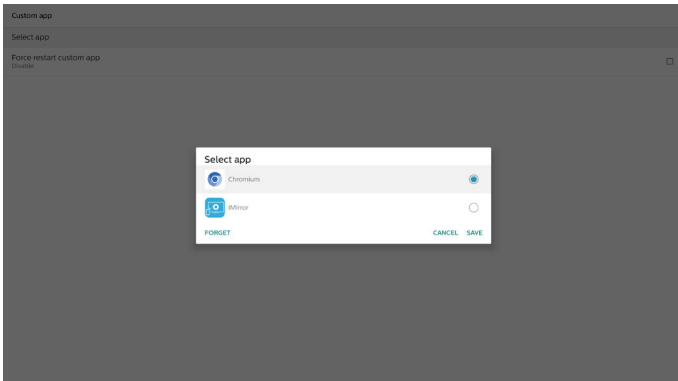 Custom app
Select app
Force restart custom app
Disable
Select app
Chromium
iMirror
FORGET
CANCEL SAVE